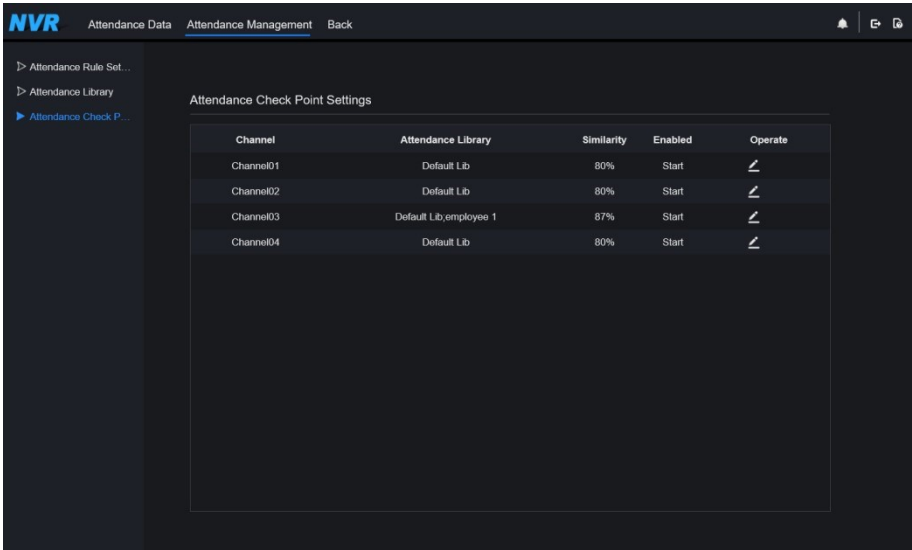 NVR Attendance Data Attendance Management Back
Attendance Rule Set...
Attendance Library
Attendance Check P...
Attendance Check Point Settings
Channel Attendance Library Similarity Enabled Operate
Channel01 Default Lib 80% Start
Channel02 Default Lib 80% Start
Channel03 Default Lib;employee 1 87% Start
Channel04 Default Lib 80% Start